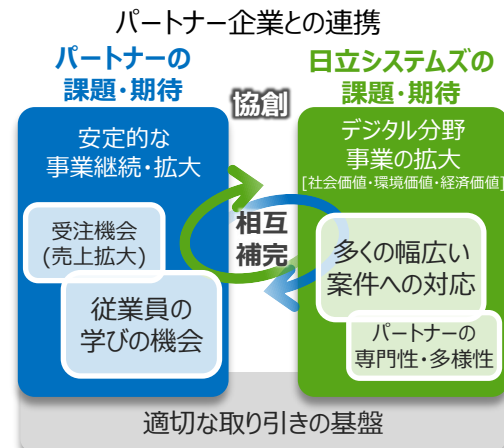 パートナー企業との連携
パートナーの
課題・期待
安定的な
事業継続・拡大
受注機会
(売上拡大)
従業員の
学びの機会
協創
相互
補完
日立システムズの
課題・期待
デジタル分野
事業の拡大
[社会価値・環境価値・経済価値]
多くの幅広い
案件への対応
パートナーの
専門性・多様性
適切な取り引きの基盤